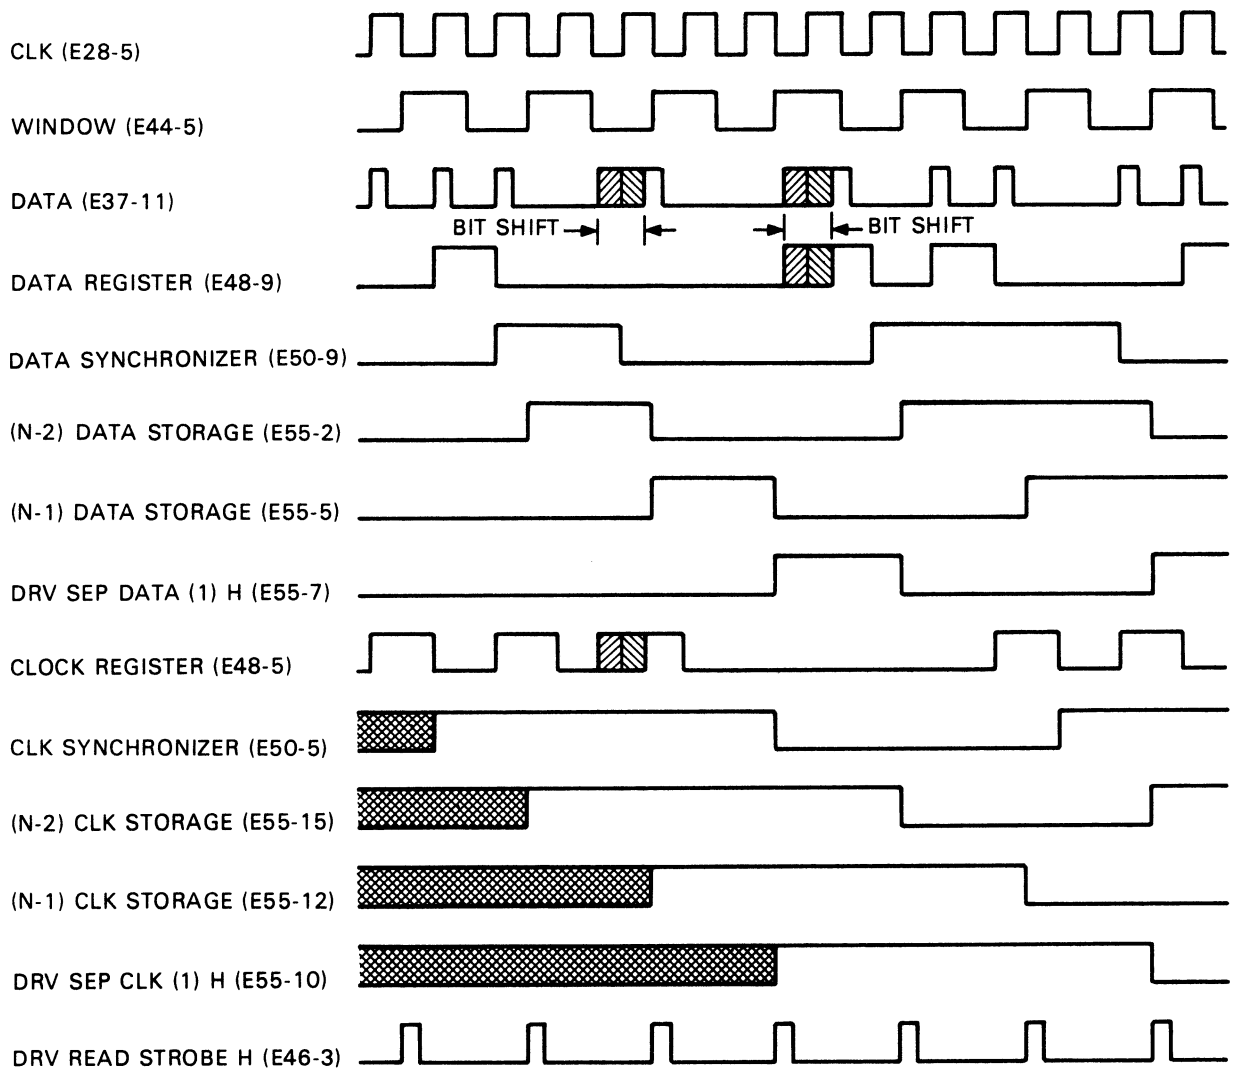 CLK (E28-5)
WINDOW (E44-5)
DATA (E37-11)
BIT SHIFT
BIT SHIFT
DATA REGISTER (E48-9)
DATA SYNCHRONIZER (E50-9)
(N-2) DATA STORAGE (E55-2)
(N-1) DATA STORAGE (E55-5)
DRV SEP DATA (1) H (E55-7)
CLOCK REGISTER (E48-5)
CLK SYNCHRONIZER (E50-5)
(N-2) CLK STORAGE (E55-15)
(N-1) CLK STORAGE (E55-12)
DRV SEP CLK (1) H (E55-10)
DRV READ STROBE H (E46-3)